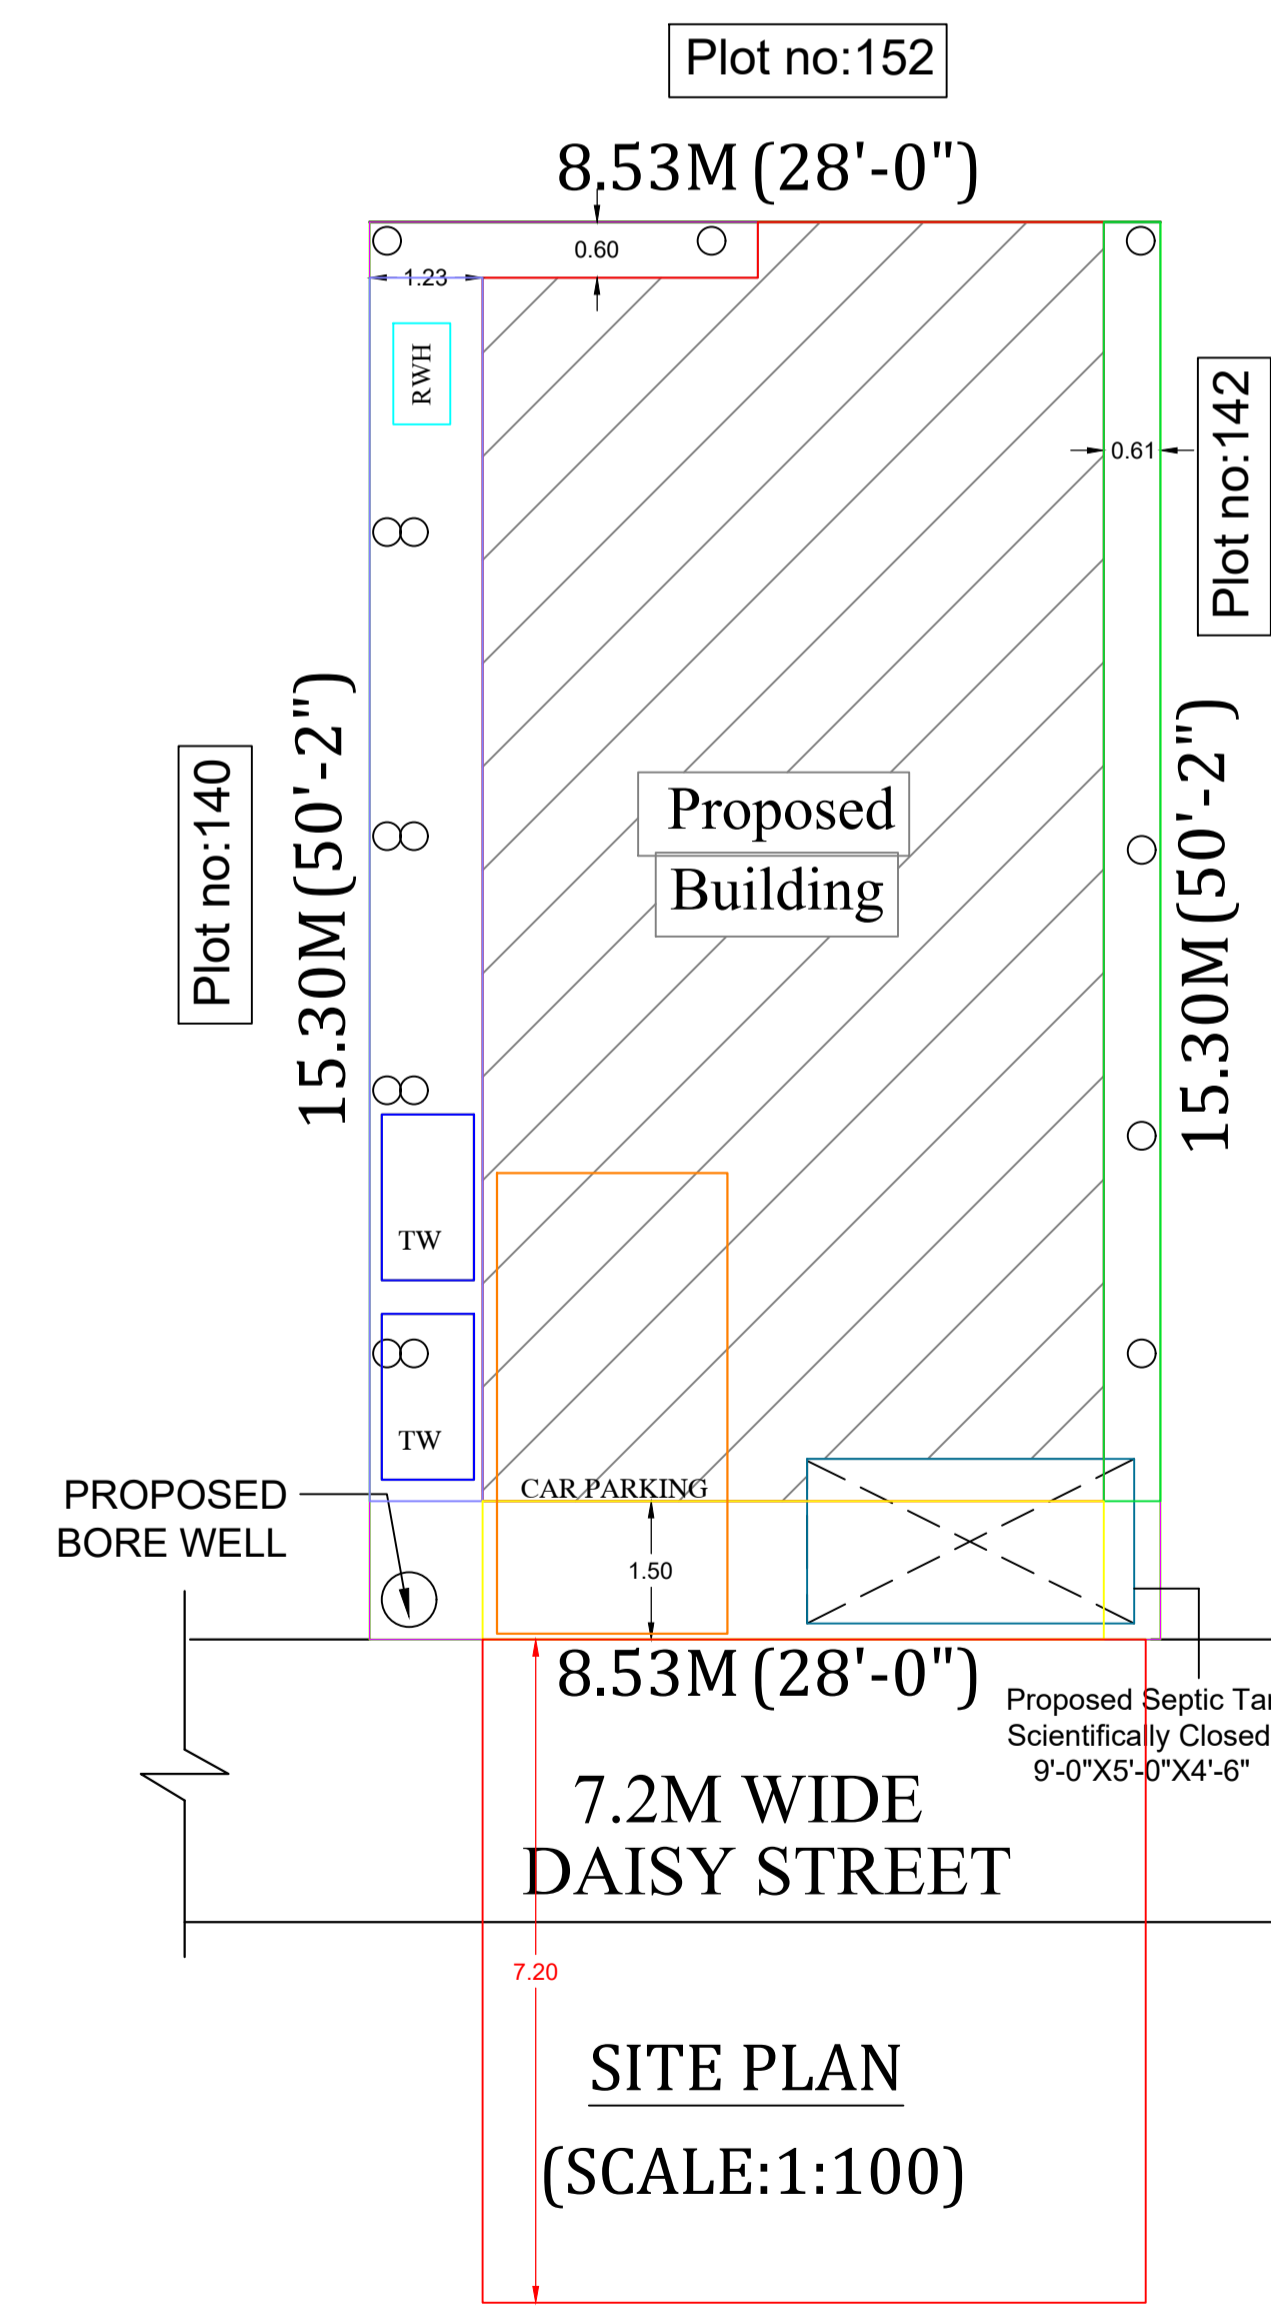 Plot no:152
8.53M (28'-0")
0.60
1.23
RWH
0.61
Plot no:142
Plot no:140
15.30M (50'-2")
15.30M (50'-2")
Proposed
Building
TW
TW
CAR PARKING
PROPOSED
BORE WELL
1.50
8.53M (28'-0")
Proposed Septic Ta
Scientifically Closed
9'-0"X5'-0"X4'-6"
7.2M WIDE
DAISY STREET
7.20
SITE PLAN
(SCALE:1:100)